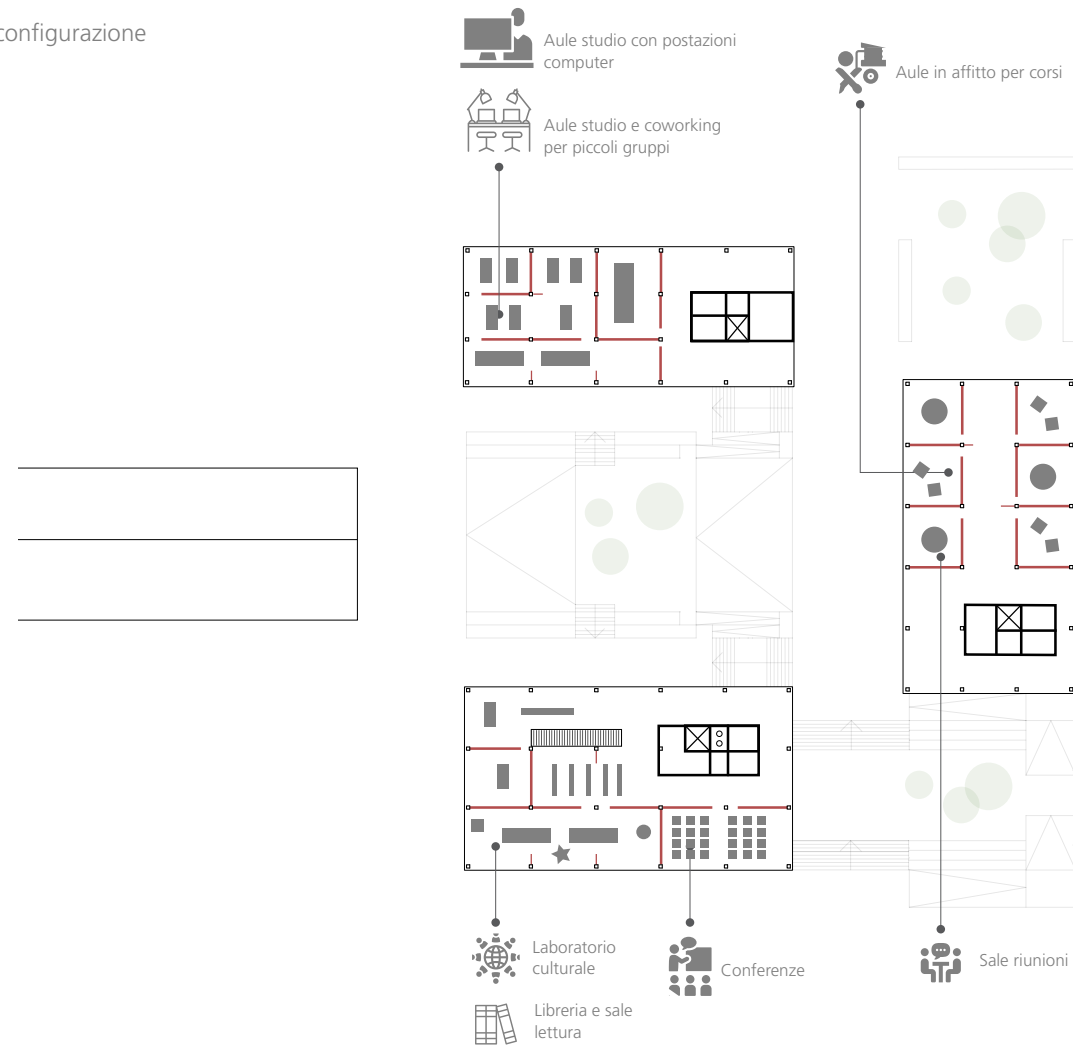 configurazione
Aule studio con postazioni
computer
Aule studio e coworking
per piccoli gruppi
Aule in affitto per corsi
Laboratorio
culturale
Libreria e sale
lettura
Conferenze
Sale riunioni